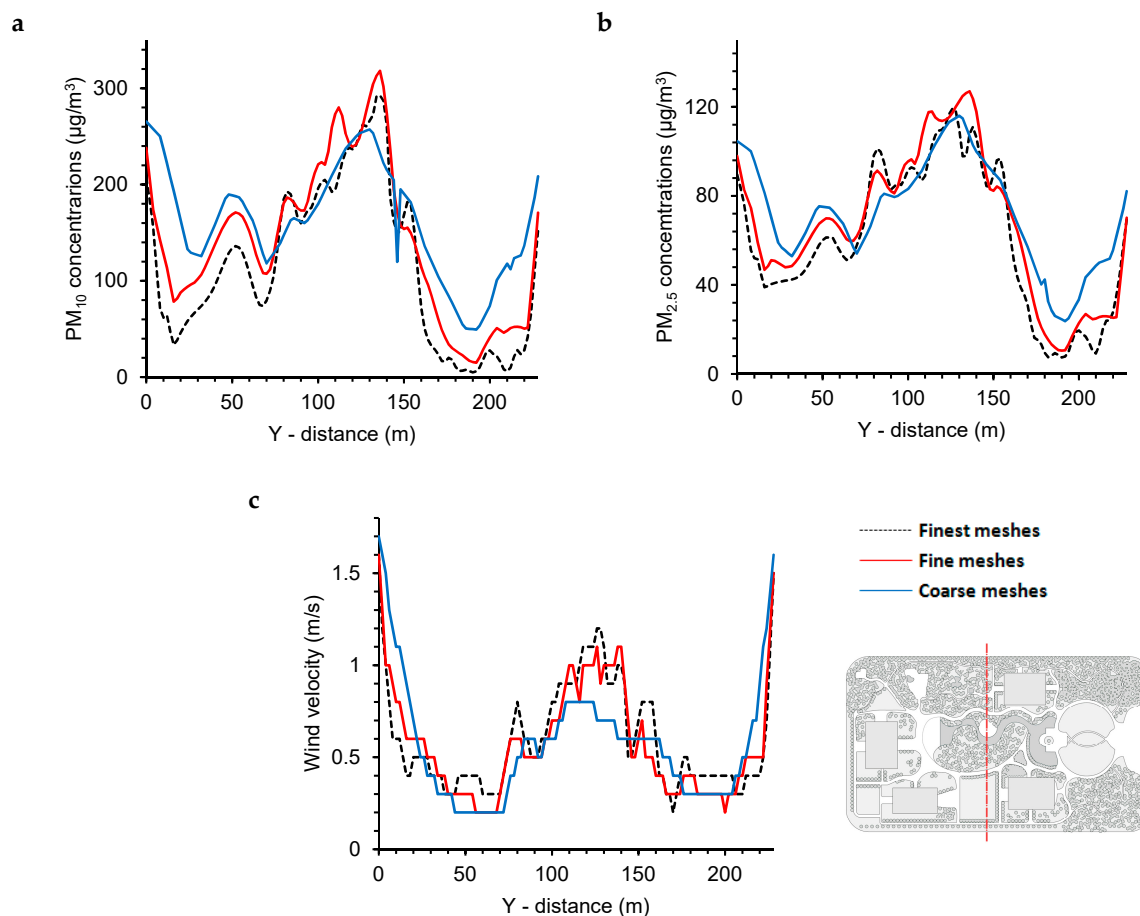 a
PM10 concentrarions (µg/m³)
300
200
100
0
0 50 100 150 200
Y - distance (m)
b
PM2.5 concentrarions (µg/m³)
120
80
40
0
0 50 100 150 200
Y - distance (m)
c
Wind velocity (m/s)
1.5
1
0.5
0
0 50 100 150 200
Y - distance (m)
Finest meshes
Fine meshes
Coarse meshes